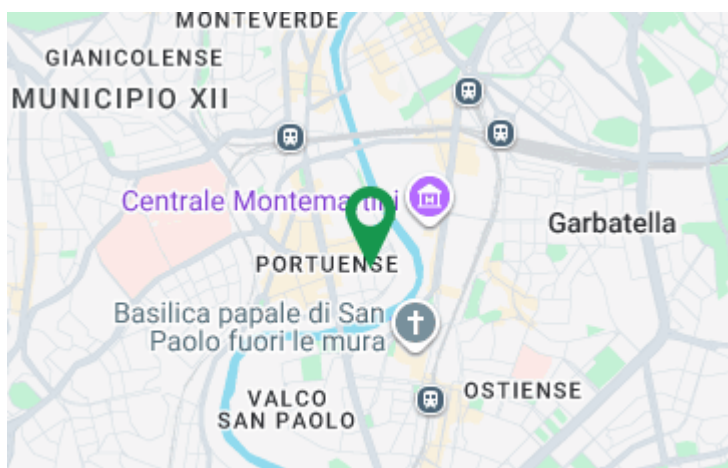 MONTEVERDE
GIANICOLENSE
MUNICIPIO XII
Centrale Montemartini
Garbatella
PORTUENSE
Basilica papale di San
Paolo fuori le mura
OSTIENSE
VALCO
SAN PAOLO